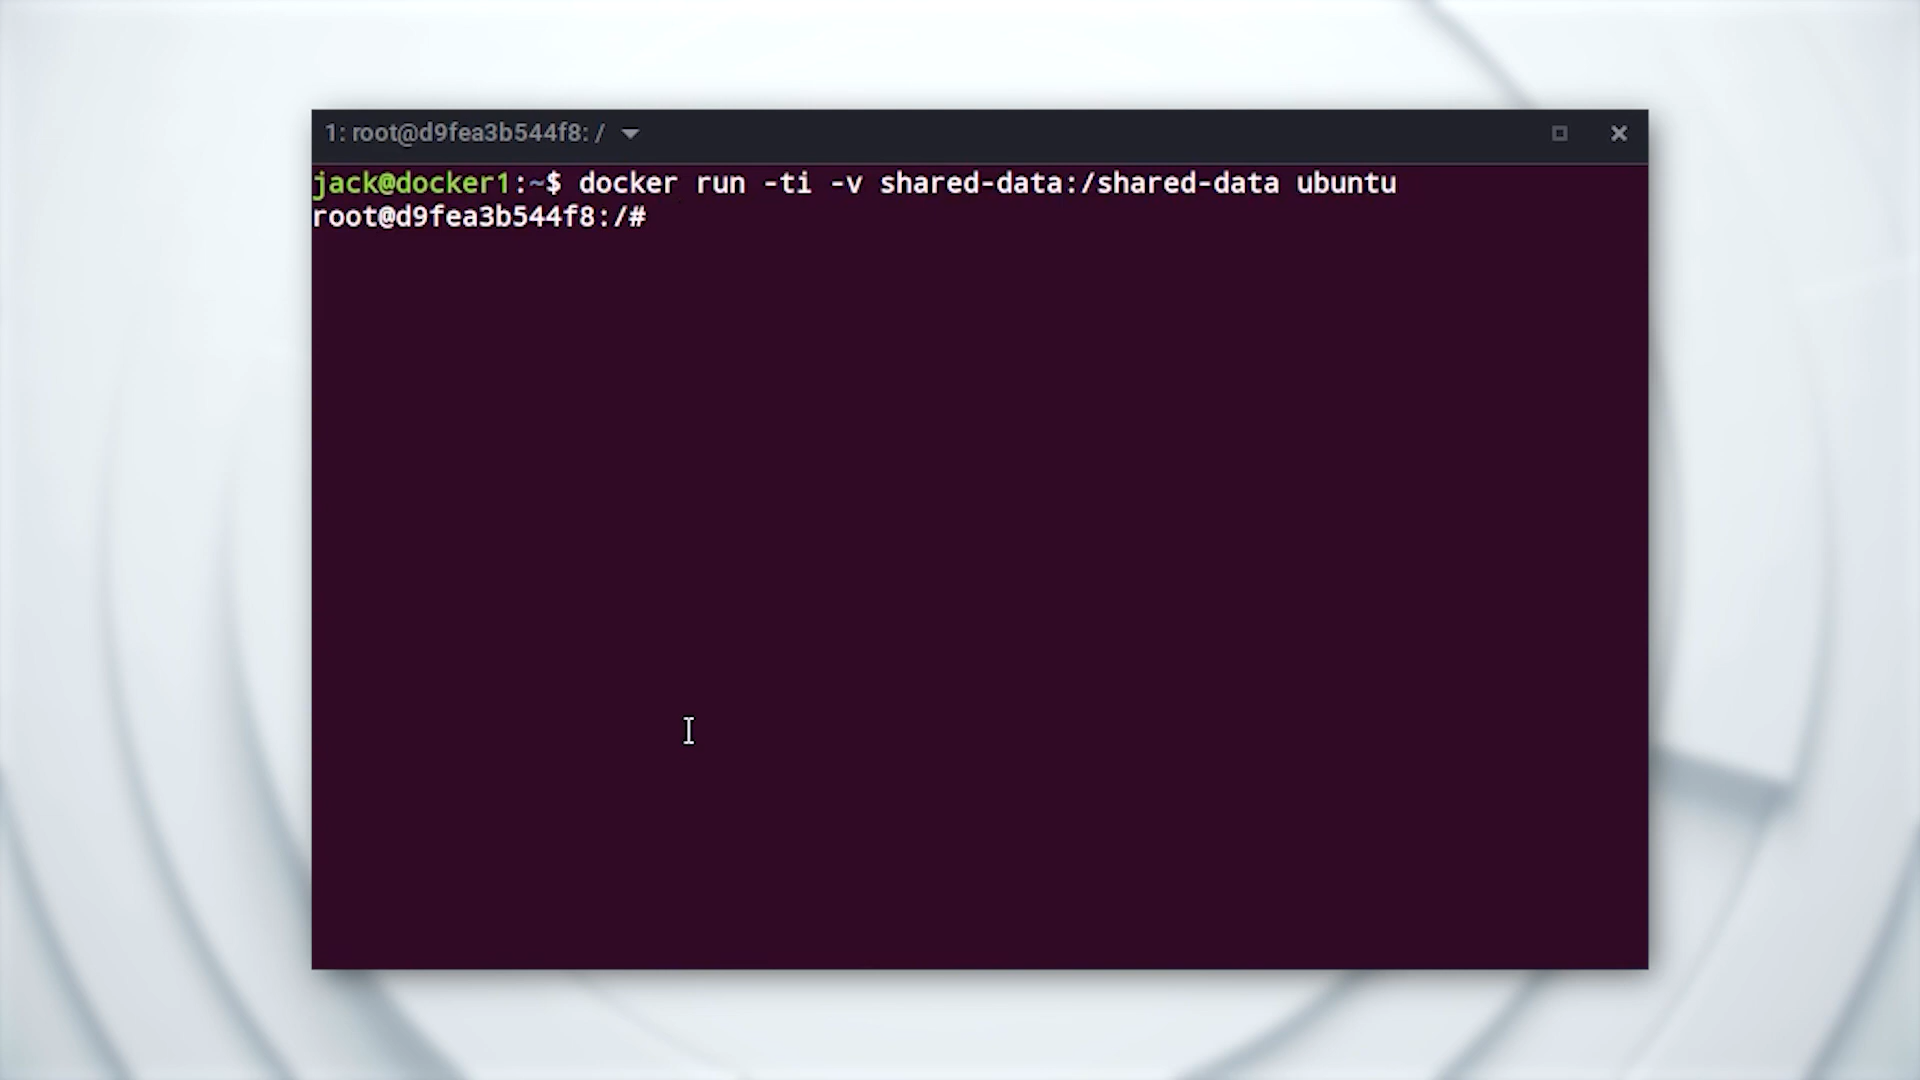 1: root@d9fea3b544f8: /
jack@docker1:~$ docker run -ti -v shared-data:/shared-data ubuntu
root@d9fea3b544f8:/#